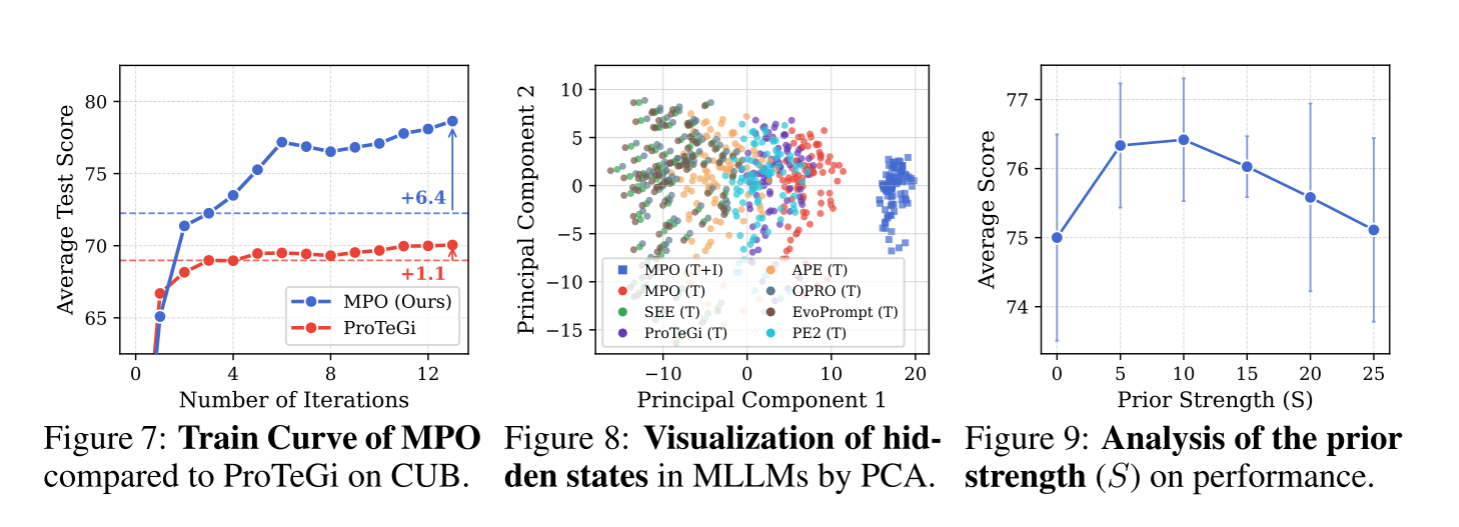 80
75
70
65
0
4
8
12
Average Test Score
Number of Iterations
+6.4
+1.1
MPO (Ours)
ProTeGi
10
5
0
−5
−10
−15
−10
0
10
20
Principal Component 2
Principal Component 1
MPO (T+I)
MPO (T)
SEE (T)
ProTeGi (T)
APE (T)
OPRO (T)
EvoPrompt (T)
PE2 (T)
77
76
75
74
0
5
10
15
20
25
Average Score
Prior Strength (S)
Figure 7: Train Curve of MPO
compared to ProTeGi on CUB.
Figure 8: Visualization of hid-
den states in MLLMs by PCA.
Figure 9: Analysis of the prior
strength (S) on performance.